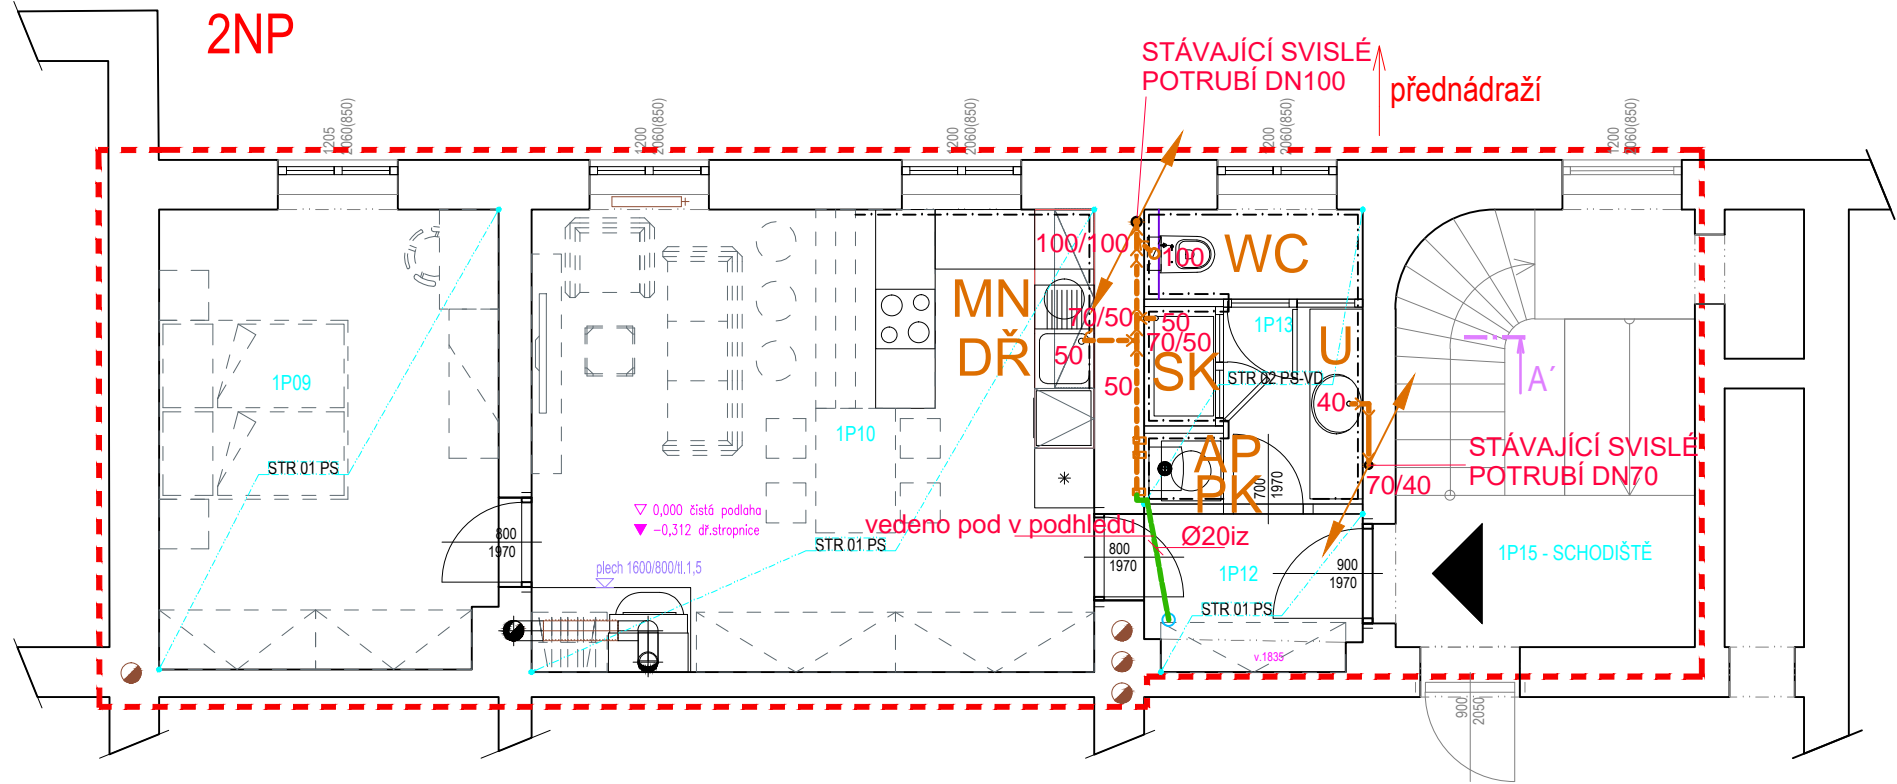 2NP
STÁVAJÍCÍ SVISLÉ
POTRUBÍ DN100
přednádraží
1205
2060(850)
1200
2060(850)
1200
2060(850)
1200
2060(850)
1200
2060(850)
100/100
100
WC
MN
DŘ
70/50
50
70/50
50
50
SK
1P13
U
STR 02 PS-VD
40
A´
1P09
1P10
STR 01 PS
AP
PK
700
1970
STÁVAJÍCÍ SVISLÉ
POTRUBÍ DN70
70/40
0,000 čistá podlaha
-0,312 dř.stropnice
vedeno pod v podhledu
Ø20iz
800
1970
STR 01 PS
800
1970
1P12
900
1970
1P15 - SCHODIŠTĚ
plech 1600/800/tl.1,5
STR 01 PS
v.1835
900
2050